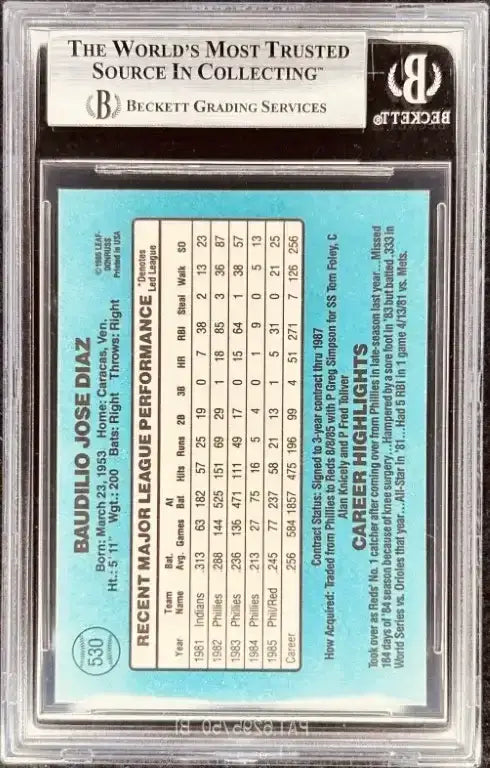 THE WORLD'S MOST TRUSTED
SOURCE IN COLLECTING™
BECKETT GRADING SERVICES
BECKETT®
530
BAUDILIO JOSE DIAZ
Born: March 23, 1953 Home: Caracas, Ven.
Ht.: 5' 11" Wgt.: 200 Bats: Right Throws: Right
© 1986 LEAF-
DONRUSS
Printed in USA
RECENT MAJOR LEAGUE PERFORMANCE
*Denotes
Led League
Year Team Name Bat. Avg. Games At Bat Hits Runs 2B 3B HR RBI Steal Walk SO
1981 Indians .313 63 182 57 25 19 0 7 38 2 13 23
1982 Phillies .288 144 525 151 69 29 1 18 85 3 36 87
1983 Phillies .236 136 471 111 49 17 0 15 64 1 38 57
1984 Phillies .213 27 75 16 5 4 0 1 9 0 5 13
1985 Phil/Red .245 77 237 58 21 13 1 5 31 0 21 25
Career .256 584 1857 475 196 99 4 51 271 7 126 256
Contract Status: Signed to 3-year contract thru 1987
How Acquired: Traded from Phillies to Reds 8/8/85 with P Greg Simpson for SS Tom Foley, C
Alan Knicely and P Fred Toliver
CAREER HIGHLIGHTS
Took over as Reds' No. 1 catcher after coming over from Phillies in late-season last year...Missed
164 days of '84 season because of knee surgery...Hampered by a sore foot in '83 but batted .333 in
World Series vs. Orioles that year...All-Star in '81...Had 5 RBI in 1 game 4/13/81 vs. Mets.